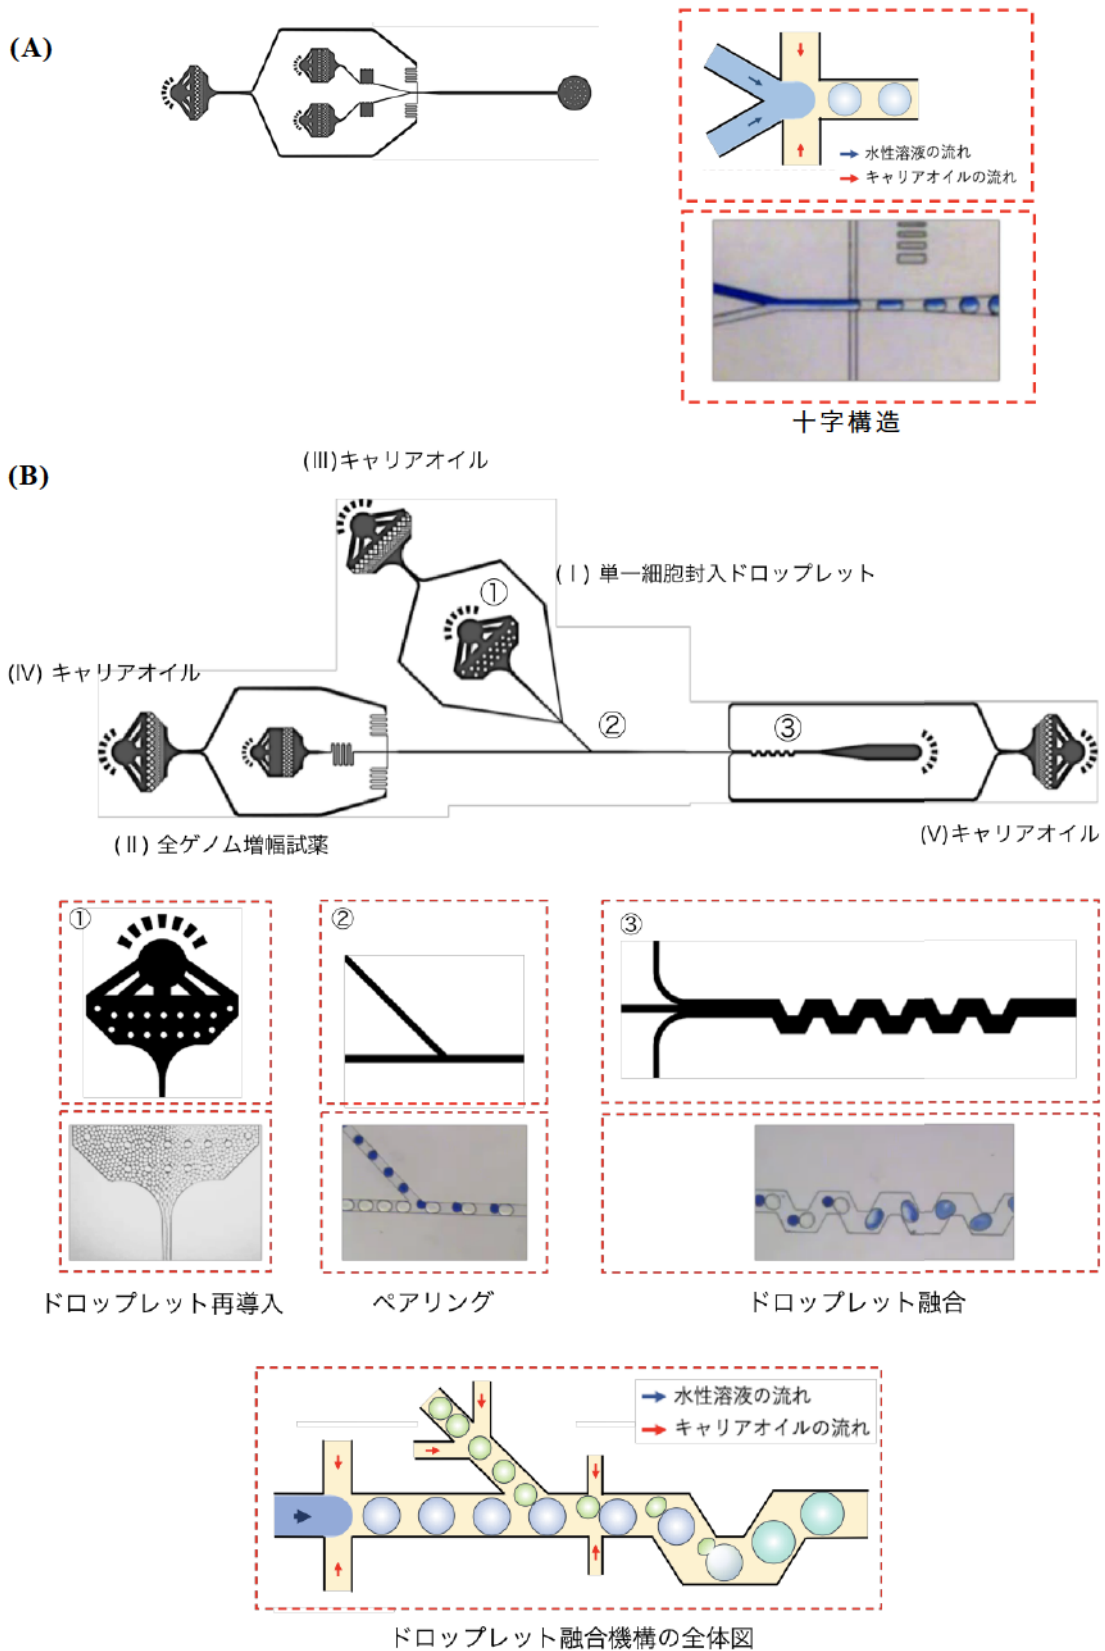 (A)
水性溶液の流れ
キャリアオイルの流れ
十字構造
(B)
(Ⅲ)キャリアオイル
(Ⅰ) 単一細胞封入ドロップレット
①
(Ⅳ) キャリアオイル
②
③
(Ⅱ) 全ゲノム増幅試薬
(Ⅴ)キャリアオイル
①
②
③
ドロップレット再導入
ペアリング
ドロップレット融合
水性溶液の流れ
キャリアオイルの流れ
ドロップレット融合機構の全体図